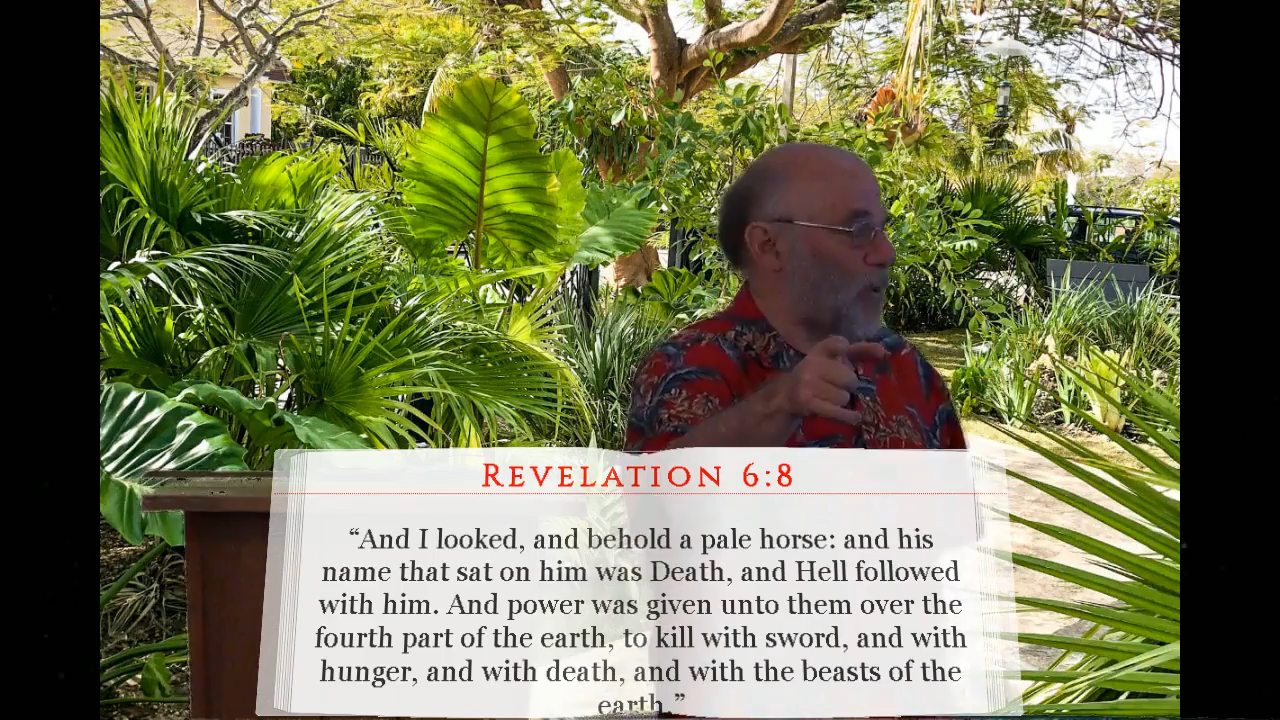 REVELATION 6:8
“And I looked, and behold a pale horse: and his
name that sat on him was Death, and Hell followed
with him. And power was given unto them over the
fourth part of the earth, to kill with sword, and with
hunger, and with death, and with the beasts of the
earth.”